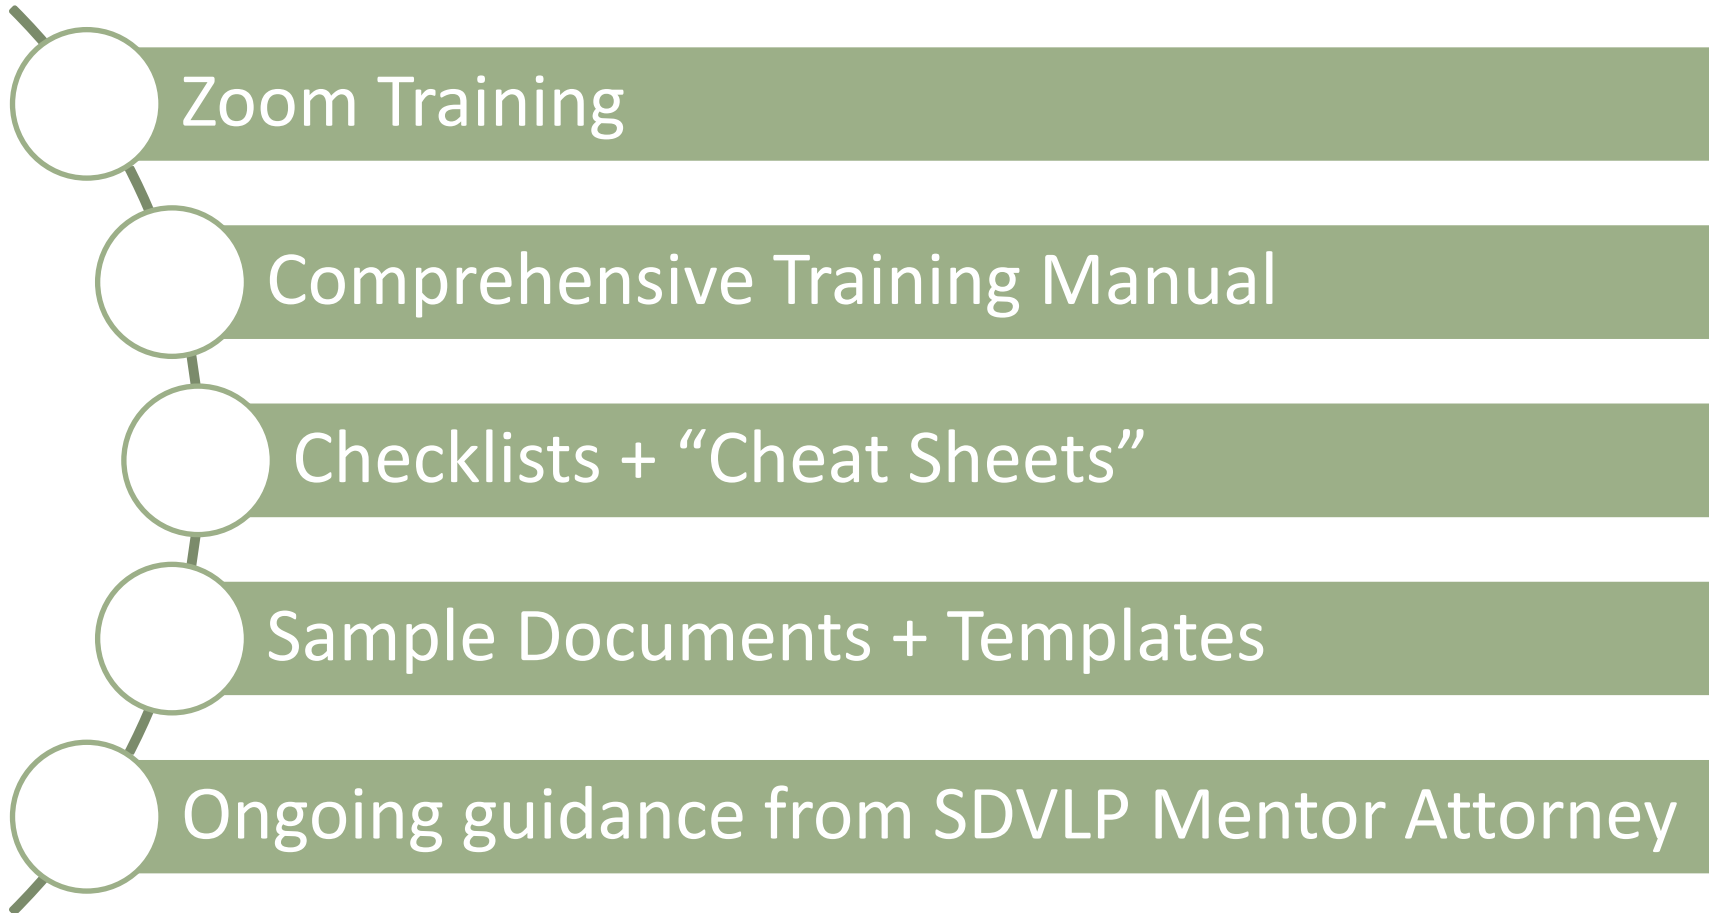 Zoom Training
Comprehensive Training Manual
Checklists + “Cheat Sheets”
Sample Documents + Templates
Ongoing guidance from SDVLP Mentor Attorney